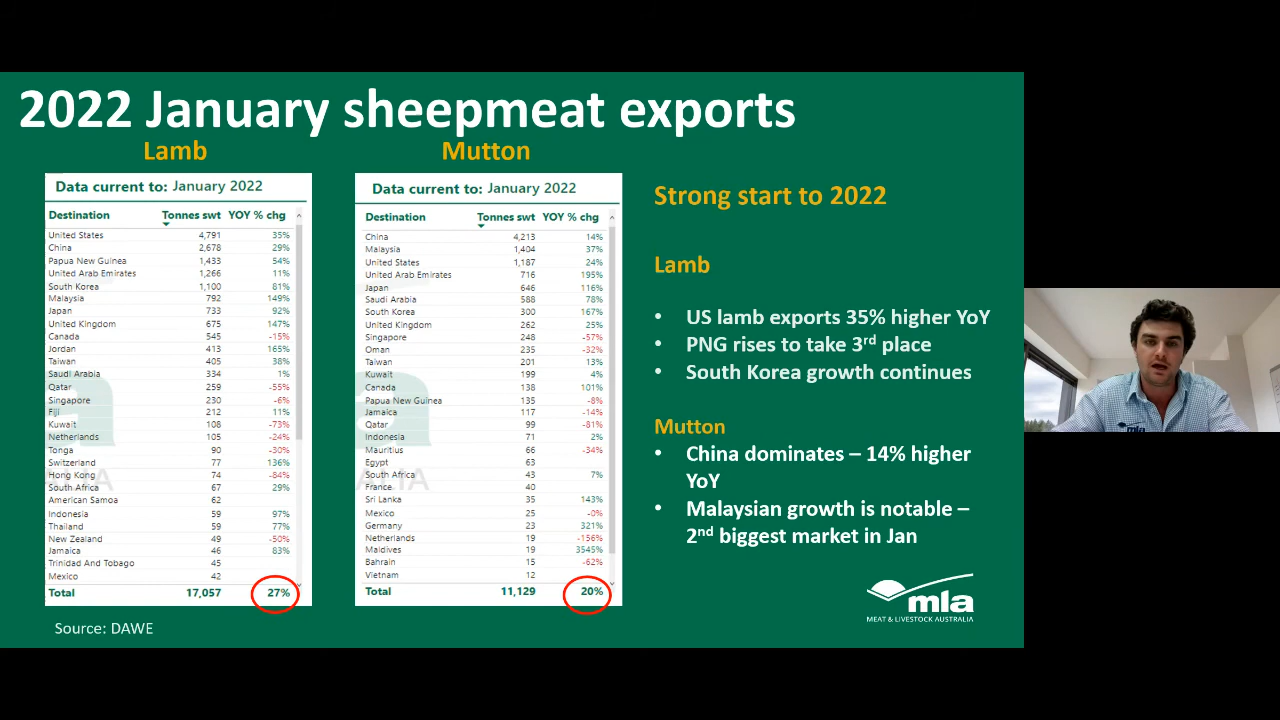 2022 January sheepmeat exports
Lamb
Data current to: January 2022
Destination Tonnes swt YOY % chg
United States 4,791 35%
China 2,678 29%
Papua New Guinea 1,433 54%
United Arab Emirates 1,266 11%
South Korea 1,100 81%
Malaysia 792 149%
Japan 733 92%
United Kingdom 675 147%
Canada 545 -15%
Jordan 413 165%
Taiwan 405 38%
Saudi Arabia 334 1%
Qatar 259 -55%
Singapore 230 -6%
Fiji 212 11%
Kuwait 108 -73%
Netherlands 105 -24%
Tonga 90 -30%
Switzerland 77 136%
Hong Kong 74 -84%
South Africa 67 29%
American Samoa 62
Indonesia 59 97%
Thailand 59 77%
New Zealand 49 -50%
Jamaica 46 83%
Trinidad And Tobago 45
Mexico 42
Total 17,057 27%
Mutton
Data current to: January 2022
Destination Tonnes swt YOY % chg
China 4,213 14%
Malaysia 1,404 37%
United States 1,187 24%
United Arab Emirates 716 195%
Japan 646 116%
Saudi Arabia 588 78%
South Korea 300 167%
United Kingdom 262 25%
Singapore 248 -57%
Oman 235 -32%
Taiwan 201 13%
Kuwait 199 4%
Canada 138 101%
Papua New Guinea 135 -8%
Jamaica 117 -14%
Qatar 99 -81%
Indonesia 71 2%
Mauritius 66 -34%
Egypt 63
South Africa 43 7%
France 40
Sri Lanka 35 143%
Mexico 25 -0%
Germany 23 321%
Netherlands 19 -156%
Maldives 19 3545%
Bahrain 15 -62%
Vietnam 12
Total 11,129 20%
Strong start to 2022
Lamb
• US lamb exports 35% higher YoY
• PNG rises to take 3rd place
• South Korea growth continues
Mutton
• China dominates – 14% higher
YoY
• Malaysian growth is notable –
2nd biggest market in Jan
Source: DAWE
mla
MEAT & LIVESTOCK AUSTRALIA
mla